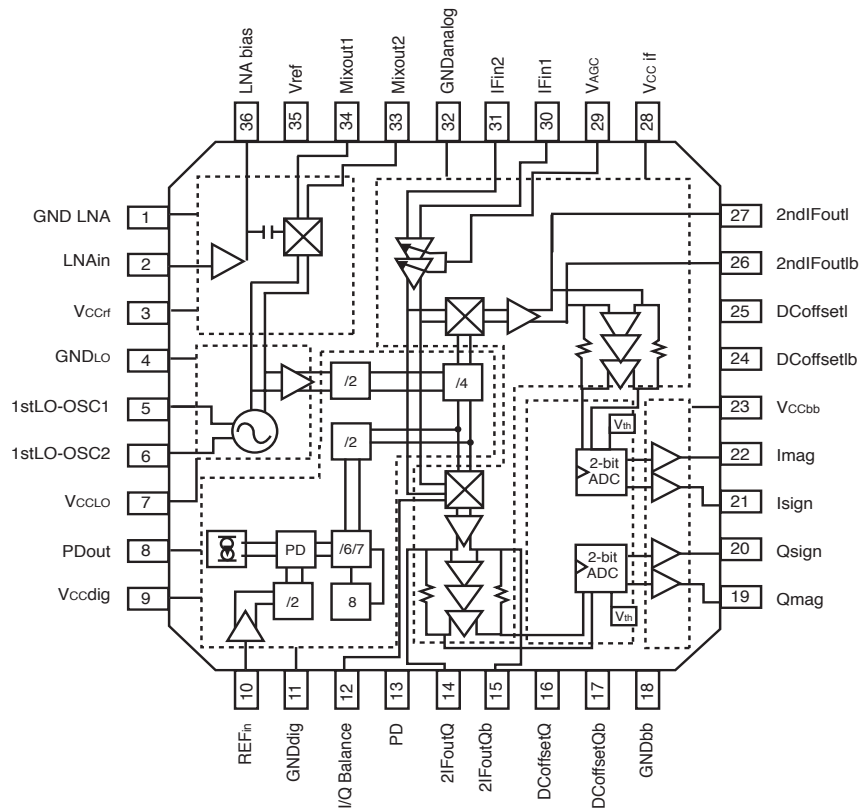 LNA bias
Vref
Mixout1
Mixout2
GNDanalog
IFin2
IFin1
VAGC
Vcc if
36
35
34
33
32
31
30
29
28
GND LNA 1
LNAin 2
VCCrf 3
GNDLO 4
1stLO-OSC1 5
1stLO-OSC2 6
VCCLO 7
PDout 8
VCCdig 9
27 2ndIFoutI
26 2ndIFoutIb
25 DCoffsetI
24 DCoffsetIb
23 VCCbb
22 Imag
21 Isign
20 Qsign
19 Qmag
/2
/4
/2
Vth
2-bit
ADC
PD
/6/7
/2
8
2-bit
ADC
Vth
10
11
12
13
14
15
16
17
18
REFin
GNDdig
I/Q Balance
PD
2IFoutQ
2IFoutQb
DCoffsetQ
DCoffsetQb
GNDbb